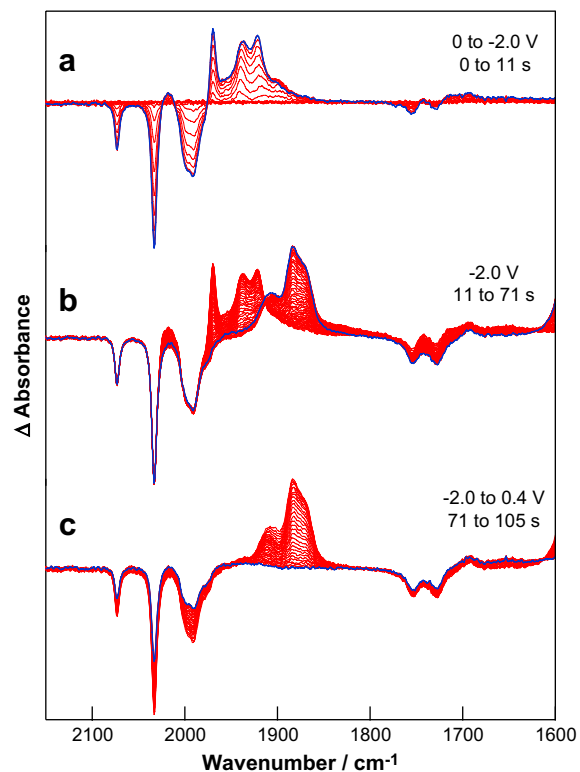 a
0 to -2.0 V
0 to 11 s
b
-2.0 V
11 to 71 s
Δ Absorbance
c
-2.0 to 0.4 V
71 to 105 s
2100 2000 1900 1800 1700 1600
Wavenumber / cm-1